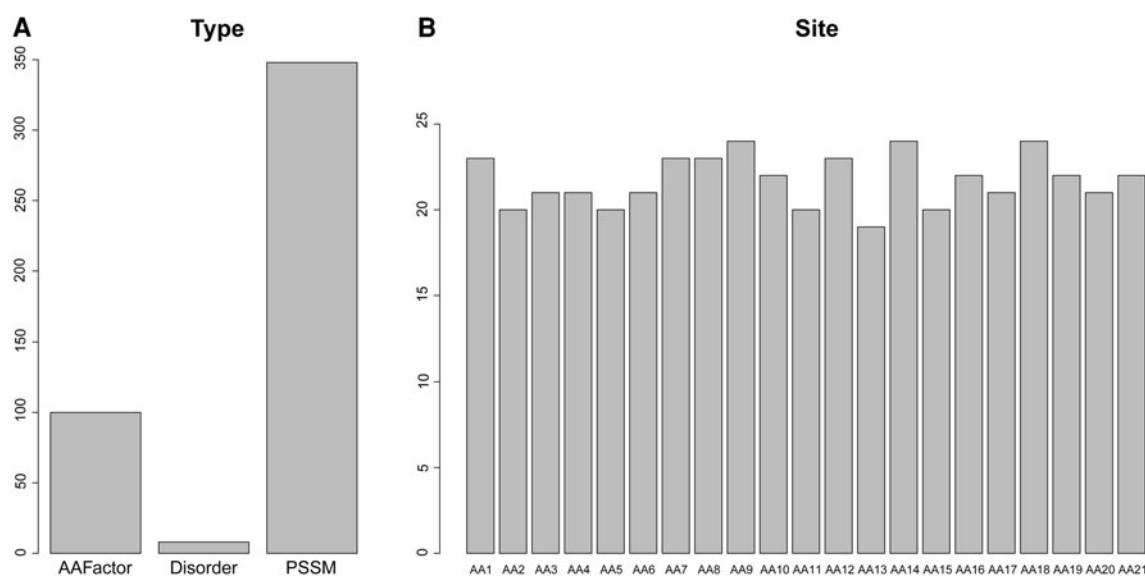 A
Type
350
300
250
200
150
100
50
0
AAFactor Disorder PSSM
B
Site
25
20
15
10
5
0
AA1 AA2 AA3 AA4 AA5 AA6 AA7 AA8 AA9 AA10 AA11 AA12 AA13 AA14 AA15 AA16 AA17 AA18 AA19 AA20 AA21